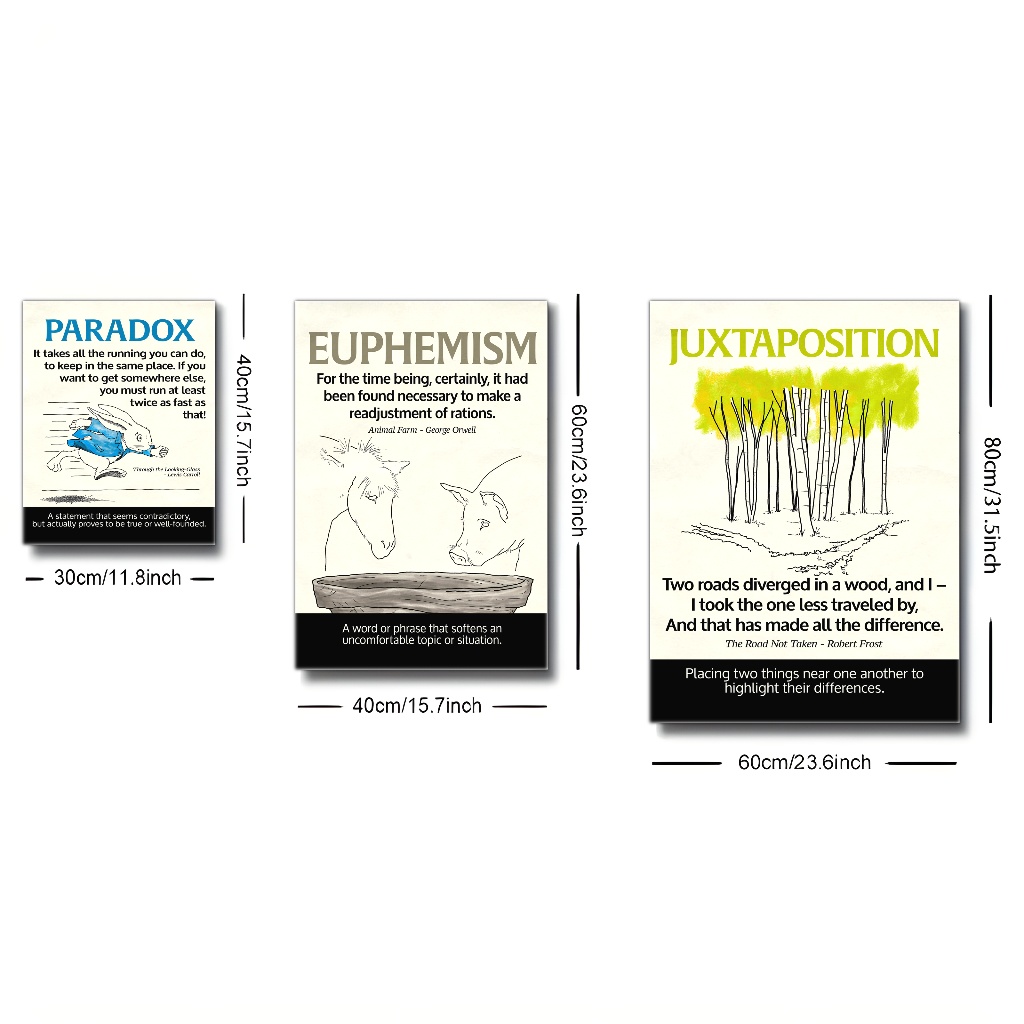 PARADOX
It takes all the running you can do,
to keep in the same place. If you
want to get somewhere else,
you must run at least
twice as fast as
that!
Through the Looking-Glass
- Lewis Carroll
A statement that seems contradictory,
but actually proves to be true or well-founded.
40cm/15.7inch
30cm/11.8inch
EUPHEMISM
For the time being, certainly, it had
been found necessary to make a
readjustment of rations.
Animal Farm - George Orwell
A word or phrase that softens an
uncomfortable topic or situation.
60cm/23.6inch
40cm/15.7inch
JUXTAPOSITION
Two roads diverged in a wood, and I –
I took the one less traveled by,
And that has made all the difference.
The Road Not Taken - Robert Frost
Placing two things near one another to
highlight their differences.
80cm/31.5inch
60cm/23.6inch